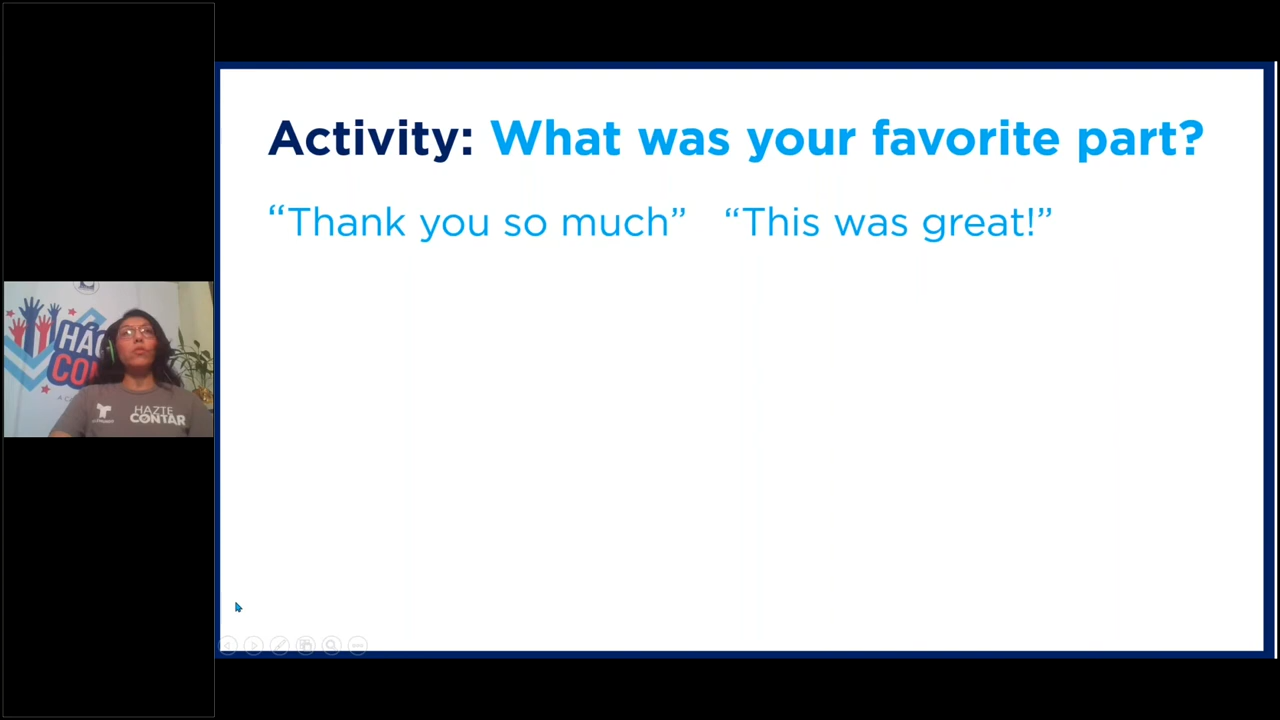 Activity: What was your favorite part?
“Thank you so much” “This was great!”
HAZTE
CONTAR